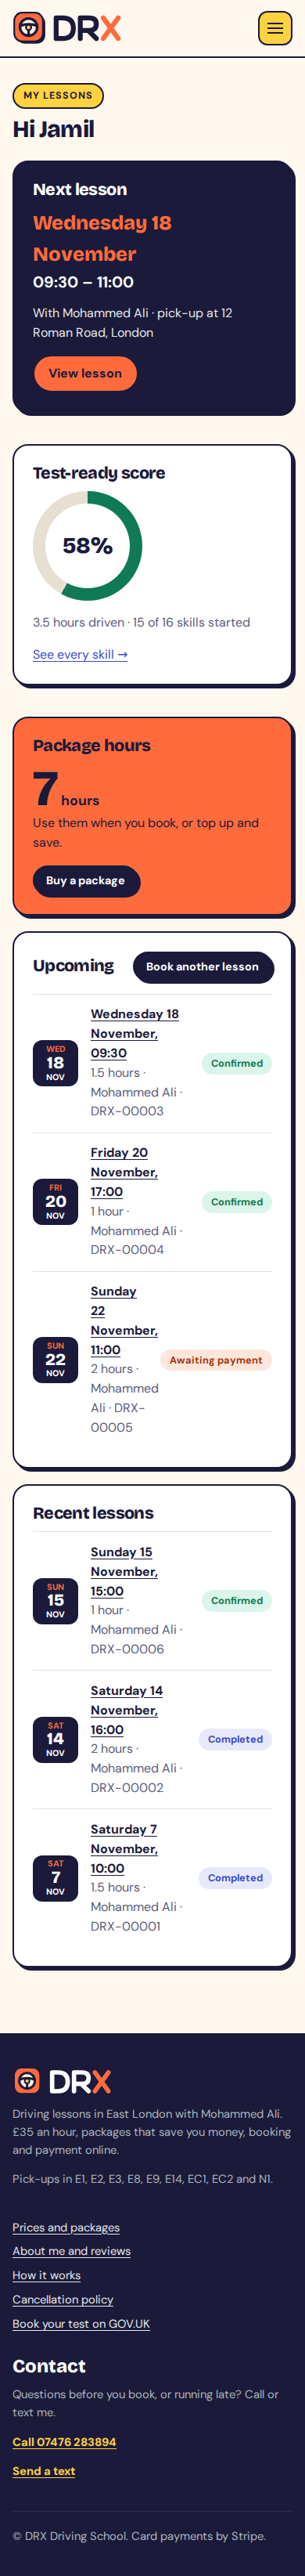 DRX
MY LESSONS
Hi Jamil
Next lesson
Wednesday 18
November
09:30 – 11:00
With Mohammed Ali · pick-up at 12
Roman Road, London
View lesson
Test-ready score
58%
3.5 hours driven · 15 of 16 skills started
See every skill →
Package hours
7 hours
Use them when you book, or top up and
save.
Buy a package
Upcoming
Book another lesson
WED
18
NOV
Wednesday 18
November,
09:30
1.5 hours ·
Mohammed Ali ·
DRX-00003
Confirmed
FRI
20
NOV
Friday 20
November,
17:00
1 hour ·
Mohammed Ali ·
DRX-00004
Confirmed
SUN
22
NOV
Sunday
22
November,
11:00
2 hours ·
Mohammed
Ali · DRX-
00005
Awaiting payment
Recent lessons
SUN
15
NOV
Sunday 15
November,
15:00
1 hour ·
Mohammed Ali ·
DRX-00006
Confirmed
SAT
14
NOV
Saturday 14
November,
16:00
2 hours ·
Mohammed Ali ·
DRX-00002
Completed
SAT
7
NOV
Saturday 7
November,
10:00
1.5 hours ·
Mohammed Ali ·
DRX-00001
Completed
DRX
Driving lessons in East London with Mohammed Ali.
£35 an hour, packages that save you money, booking
and payment online.
Pick-ups in E1, E2, E3, E8, E9, E14, EC1, EC2 and N1.
Prices and packages
About me and reviews
How it works
Cancellation policy
Book your test on GOV.UK
Contact
Questions before you book, or running late? Call or
text me.
Call 07476 283894
Send a text
© DRX Driving School. Card payments by Stripe.